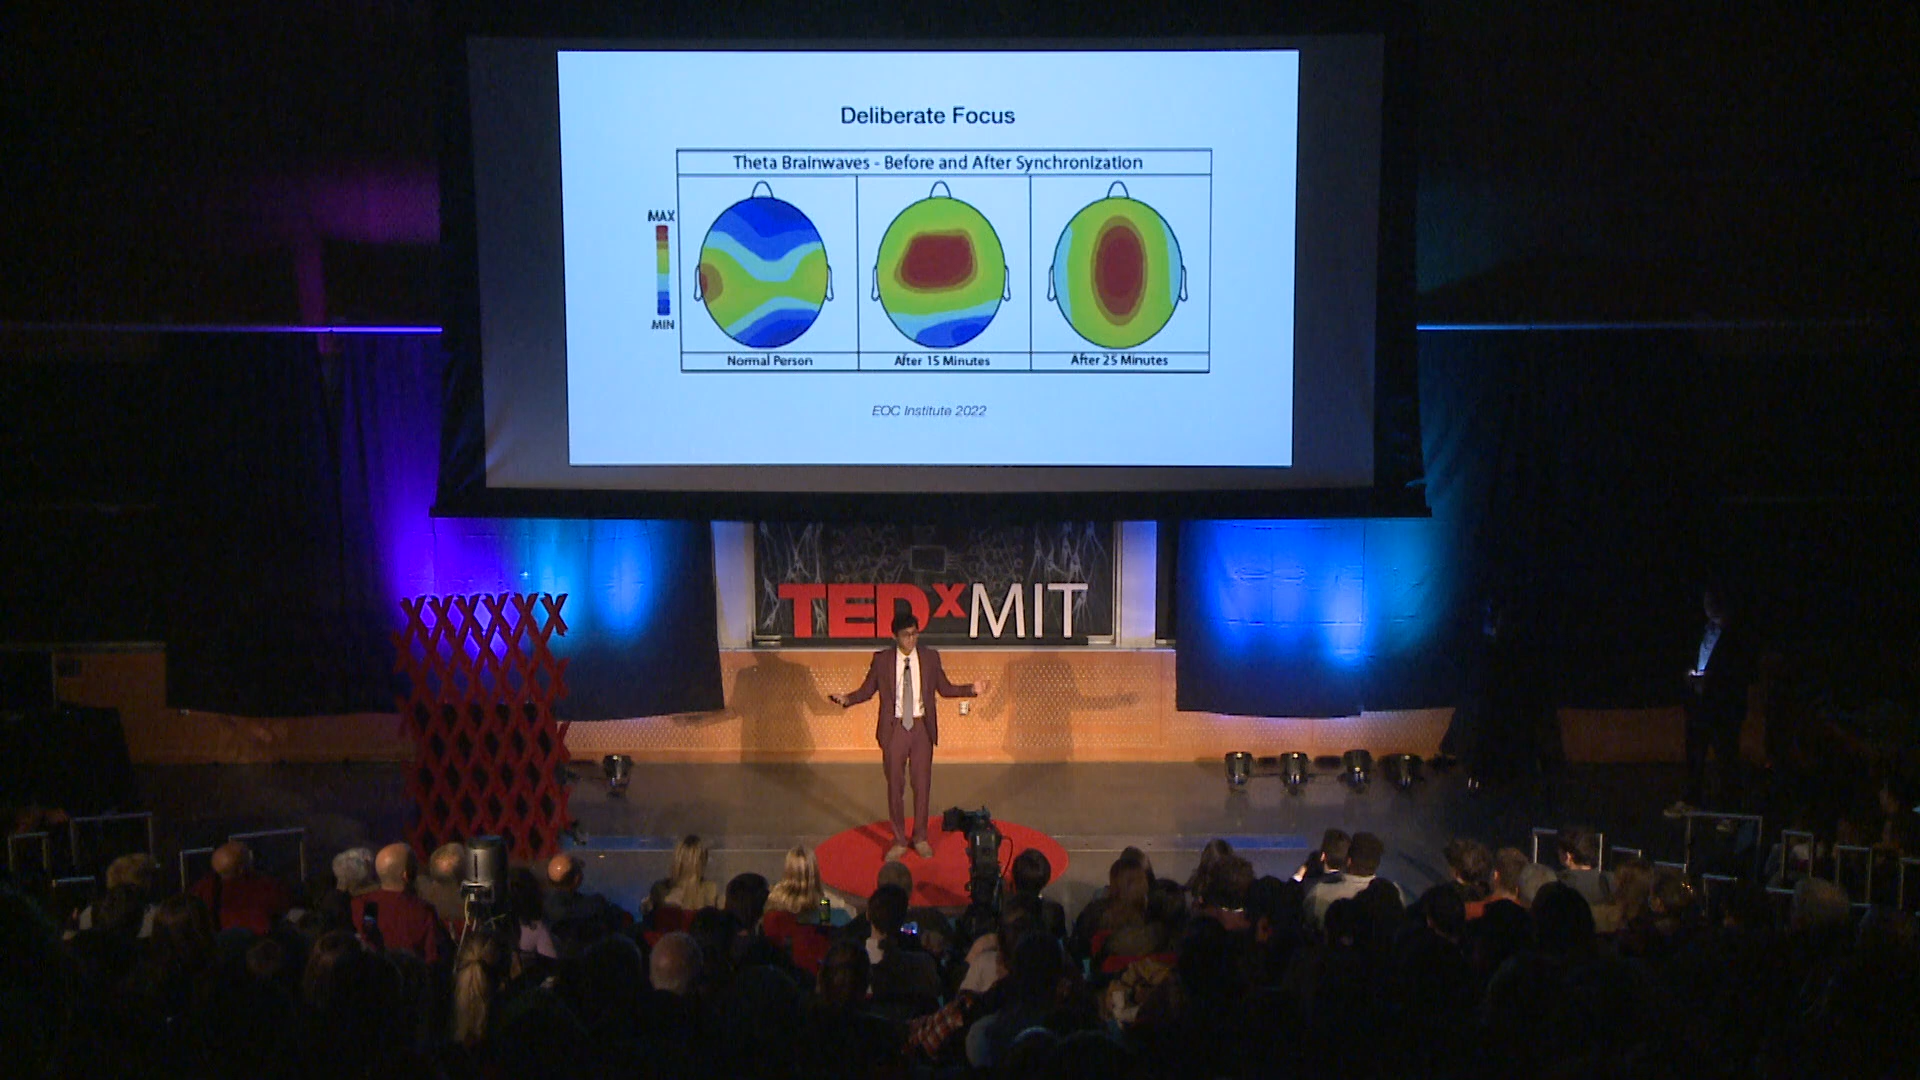 Deliberate Focus
Theta Brainwaves - Before and After Synchronization
MAX
MIN
Normal Person
After 15 Minutes
After 25 Minutes
EOC Institute 2022
TEDxMIT